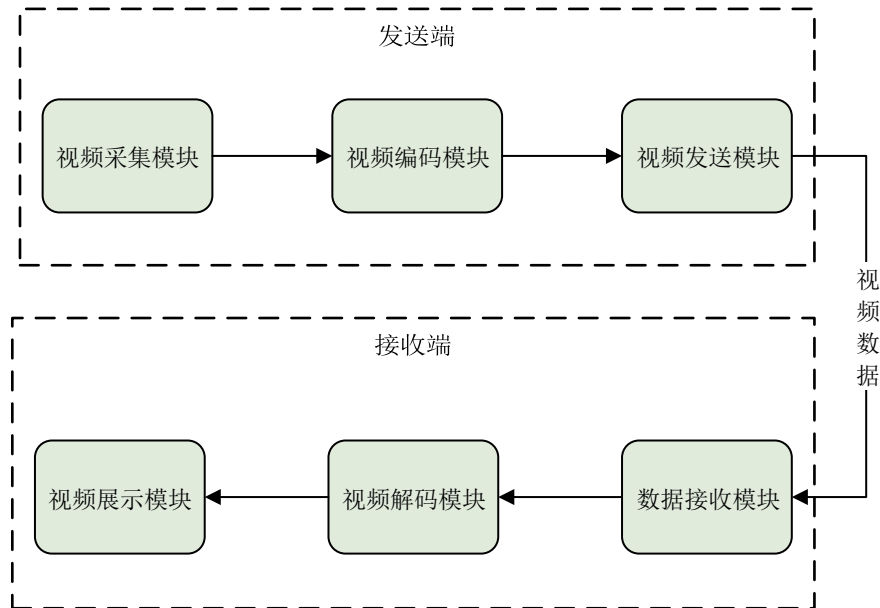 发送端
视频采集模块
视频编码模块
视频发送模块
视频数据
接收端
视频展示模块
视频解码模块
数据接收模块